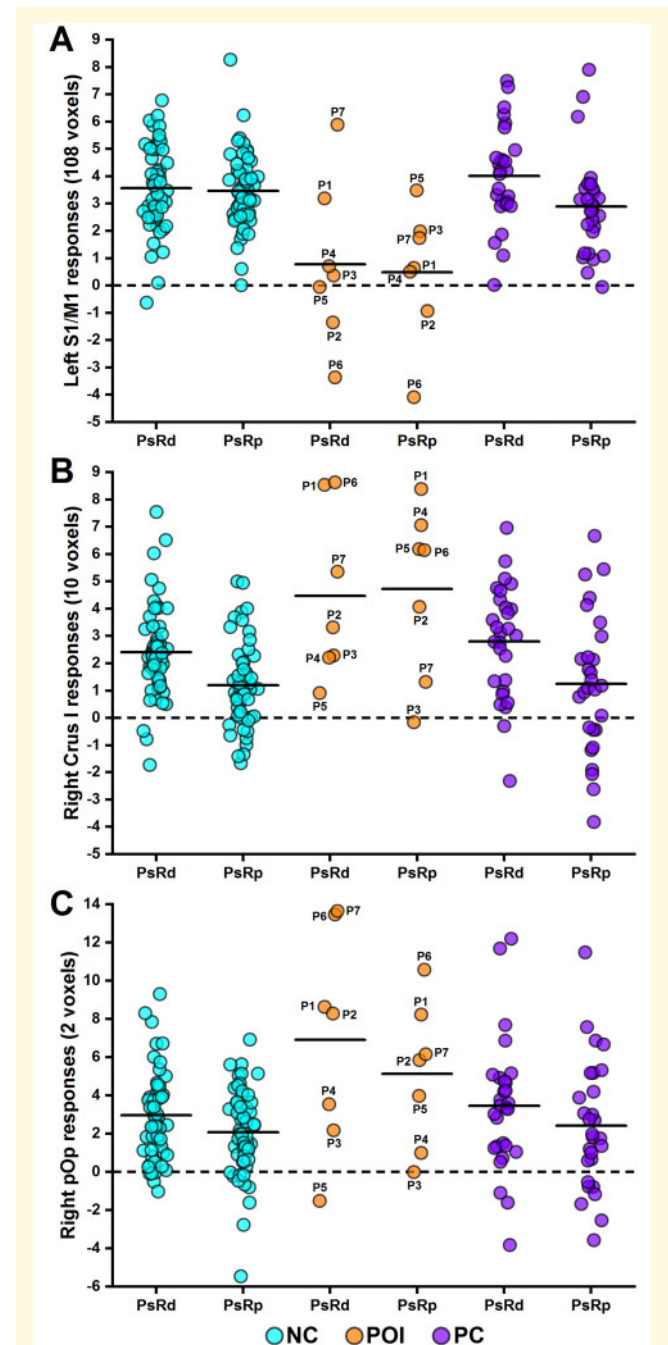 A
Left S1/M1 responses (108 voxels)
9
8
7
6
5
4
3
2
1
0
-1
-2
-3
-4
-5
P7
P1
P4
P3
P5
P2
P6
P5
P3
P7
P1
P4
P2
P6
PsRd PsRp PsRd PsRp PsRd PsRp
B
Right Crus I responses (10 voxels)
9
8
7
6
5
4
3
2
1
0
-1
-2
-3
-4
-5
P1 P6
P7
P2
P4 P3
P5
P1
P4
P5 P6
P2
P7
P3
PsRd PsRp PsRd PsRp PsRd PsRp
C
Right pOp responses (2 voxels)
14
12
10
8
6
4
2
0
-2
-4
-6
P6 P7
P1 P2
P4
P3
P5
P6
P1
P7
P2
P5
P4
P3
PsRd PsRp PsRd PsRp PsRd PsRp
NC POI PC